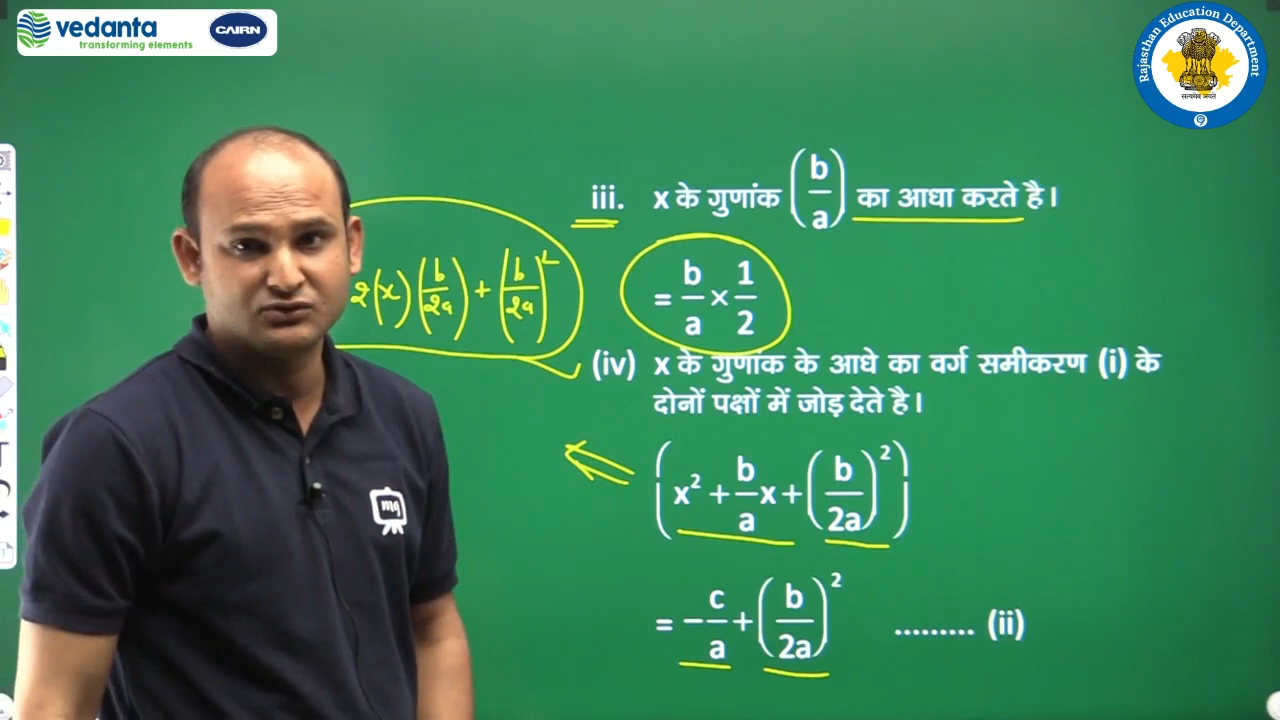 vedanta
transforming elements
CAIRN
Rajasthan Education Department
सत्यमेव जयते
iii. x के गुणांक (b/a) का आधा करते है।
2(x)(b/2a) + (b/2a)²
= b/a × 1/2
(iv) x के गुणांक के आधे का वर्ग समीकरण (i) के
दोनों पक्षों में जोड़ देते है।
(x² + b/a x + (b/2a)²)
mg
= -c/a + (b/2a)² ......... (ii)